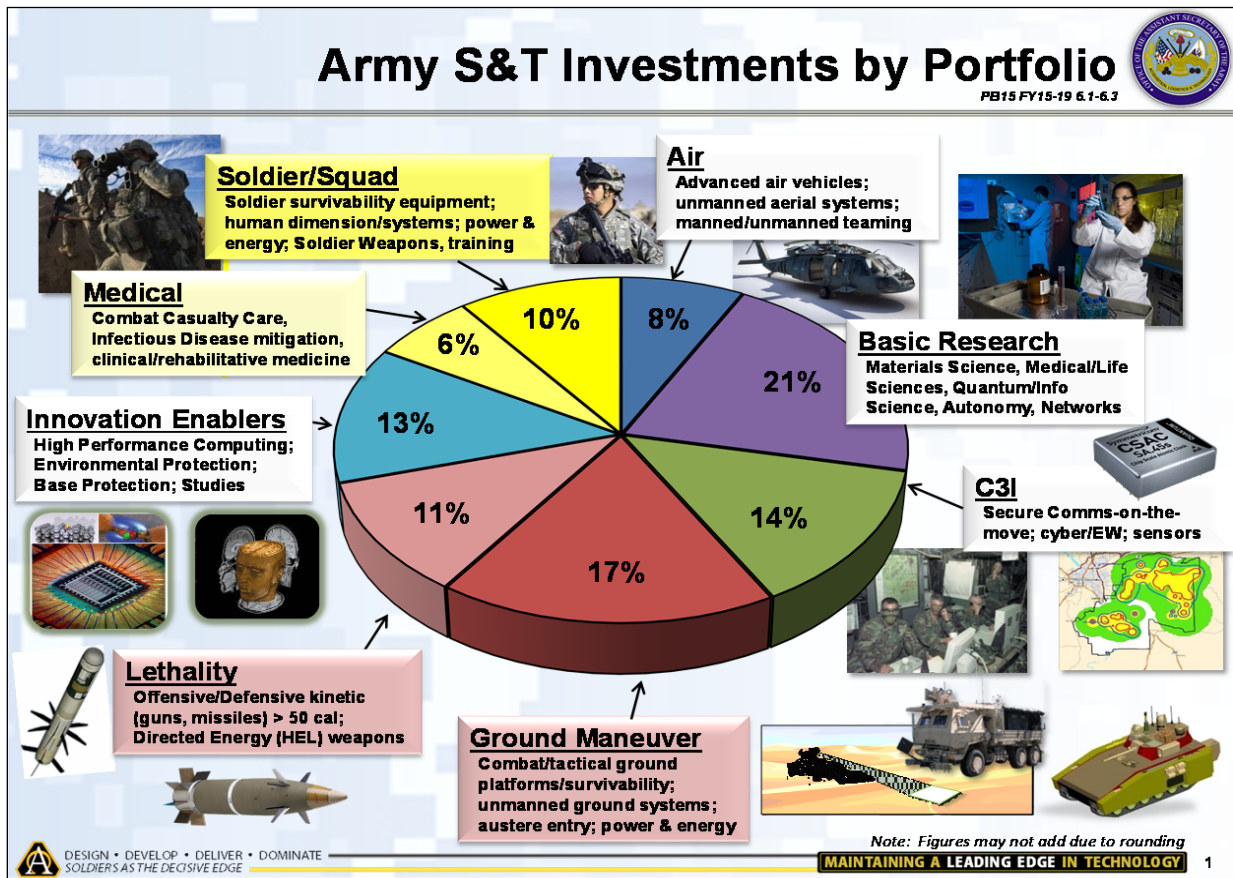 Army S&T Investments by Portfolio
PB15 FY15-19 6.1-6.3
Soldier/Squad
Soldier survivability equipment;
human dimension/systems; power &
energy; Soldier Weapons, training
Air
Advanced air vehicles;
unmanned aerial systems;
manned/unmanned teaming
Medical
Combat Casualty Care,
Infectious Disease mitigation,
clinical/rehabilitative medicine
Basic Research
Materials Science, Medical/Life
Sciences, Quantum/Info
Science, Autonomy, Networks
Innovation Enablers
High Performance Computing;
Environmental Protection;
Base Protection; Studies
C3I
Secure Comms-on-the-
move; cyber/EW; sensors
10%
8%
6%
21%
13%
11%
14%
17%
Symmetricom
CSAC
SA.45s
Chip Scale Atomic Clock
Lethality
Offensive/Defensive kinetic
(guns, missiles) > 50 cal;
Directed Energy (HEL) weapons
Ground Maneuver
Combat/tactical ground
platforms/survivability;
unmanned ground systems;
austere entry; power & energy
Note: Figures may not add due to rounding
DESIGN • DEVELOP • DELIVER • DOMINATE
SOLDIERS AS THE DECISIVE EDGE
MAINTAINING A LEADING EDGE IN TECHNOLOGY
1